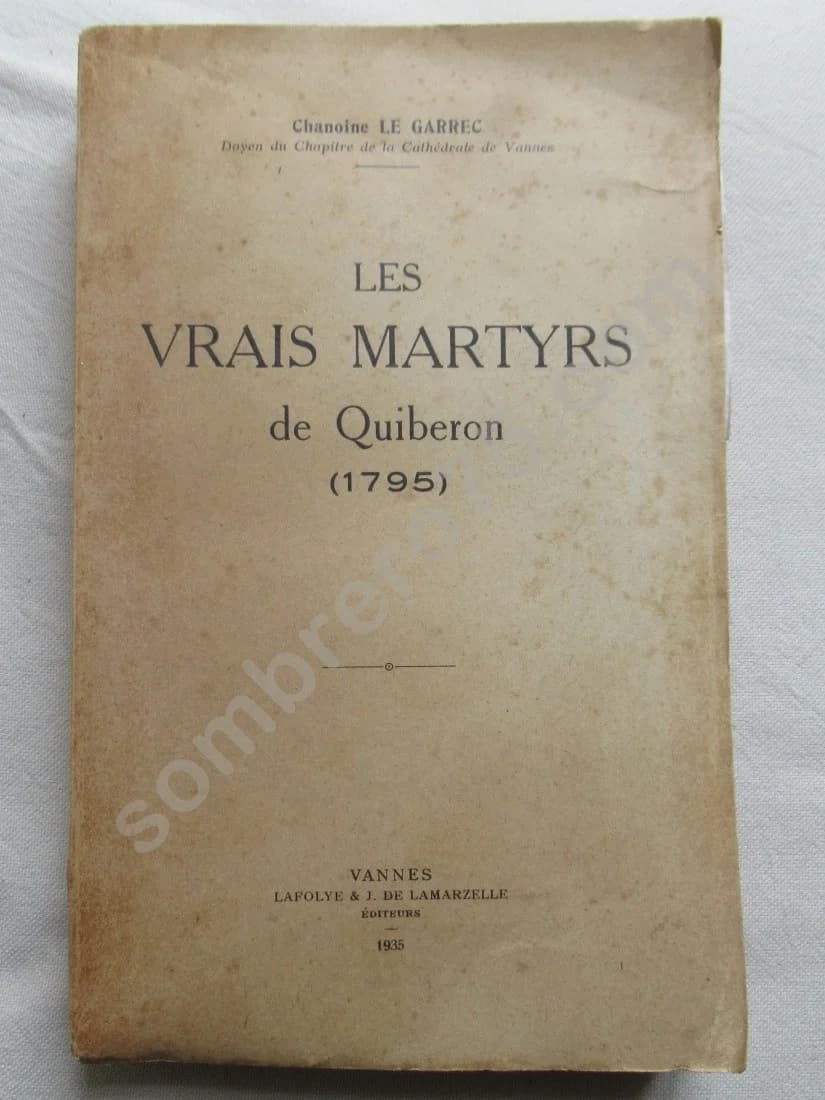 Chanoine LE GARREC
Doyen du Chapitre de la Cathédrale de Vannes
LES
VRAIS MARTYRS
de Quiberon
(1795)
VANNES
LAFOLYE & J. DE LAMARZELLE
ÉDITEURS
1935
sombrero75.com